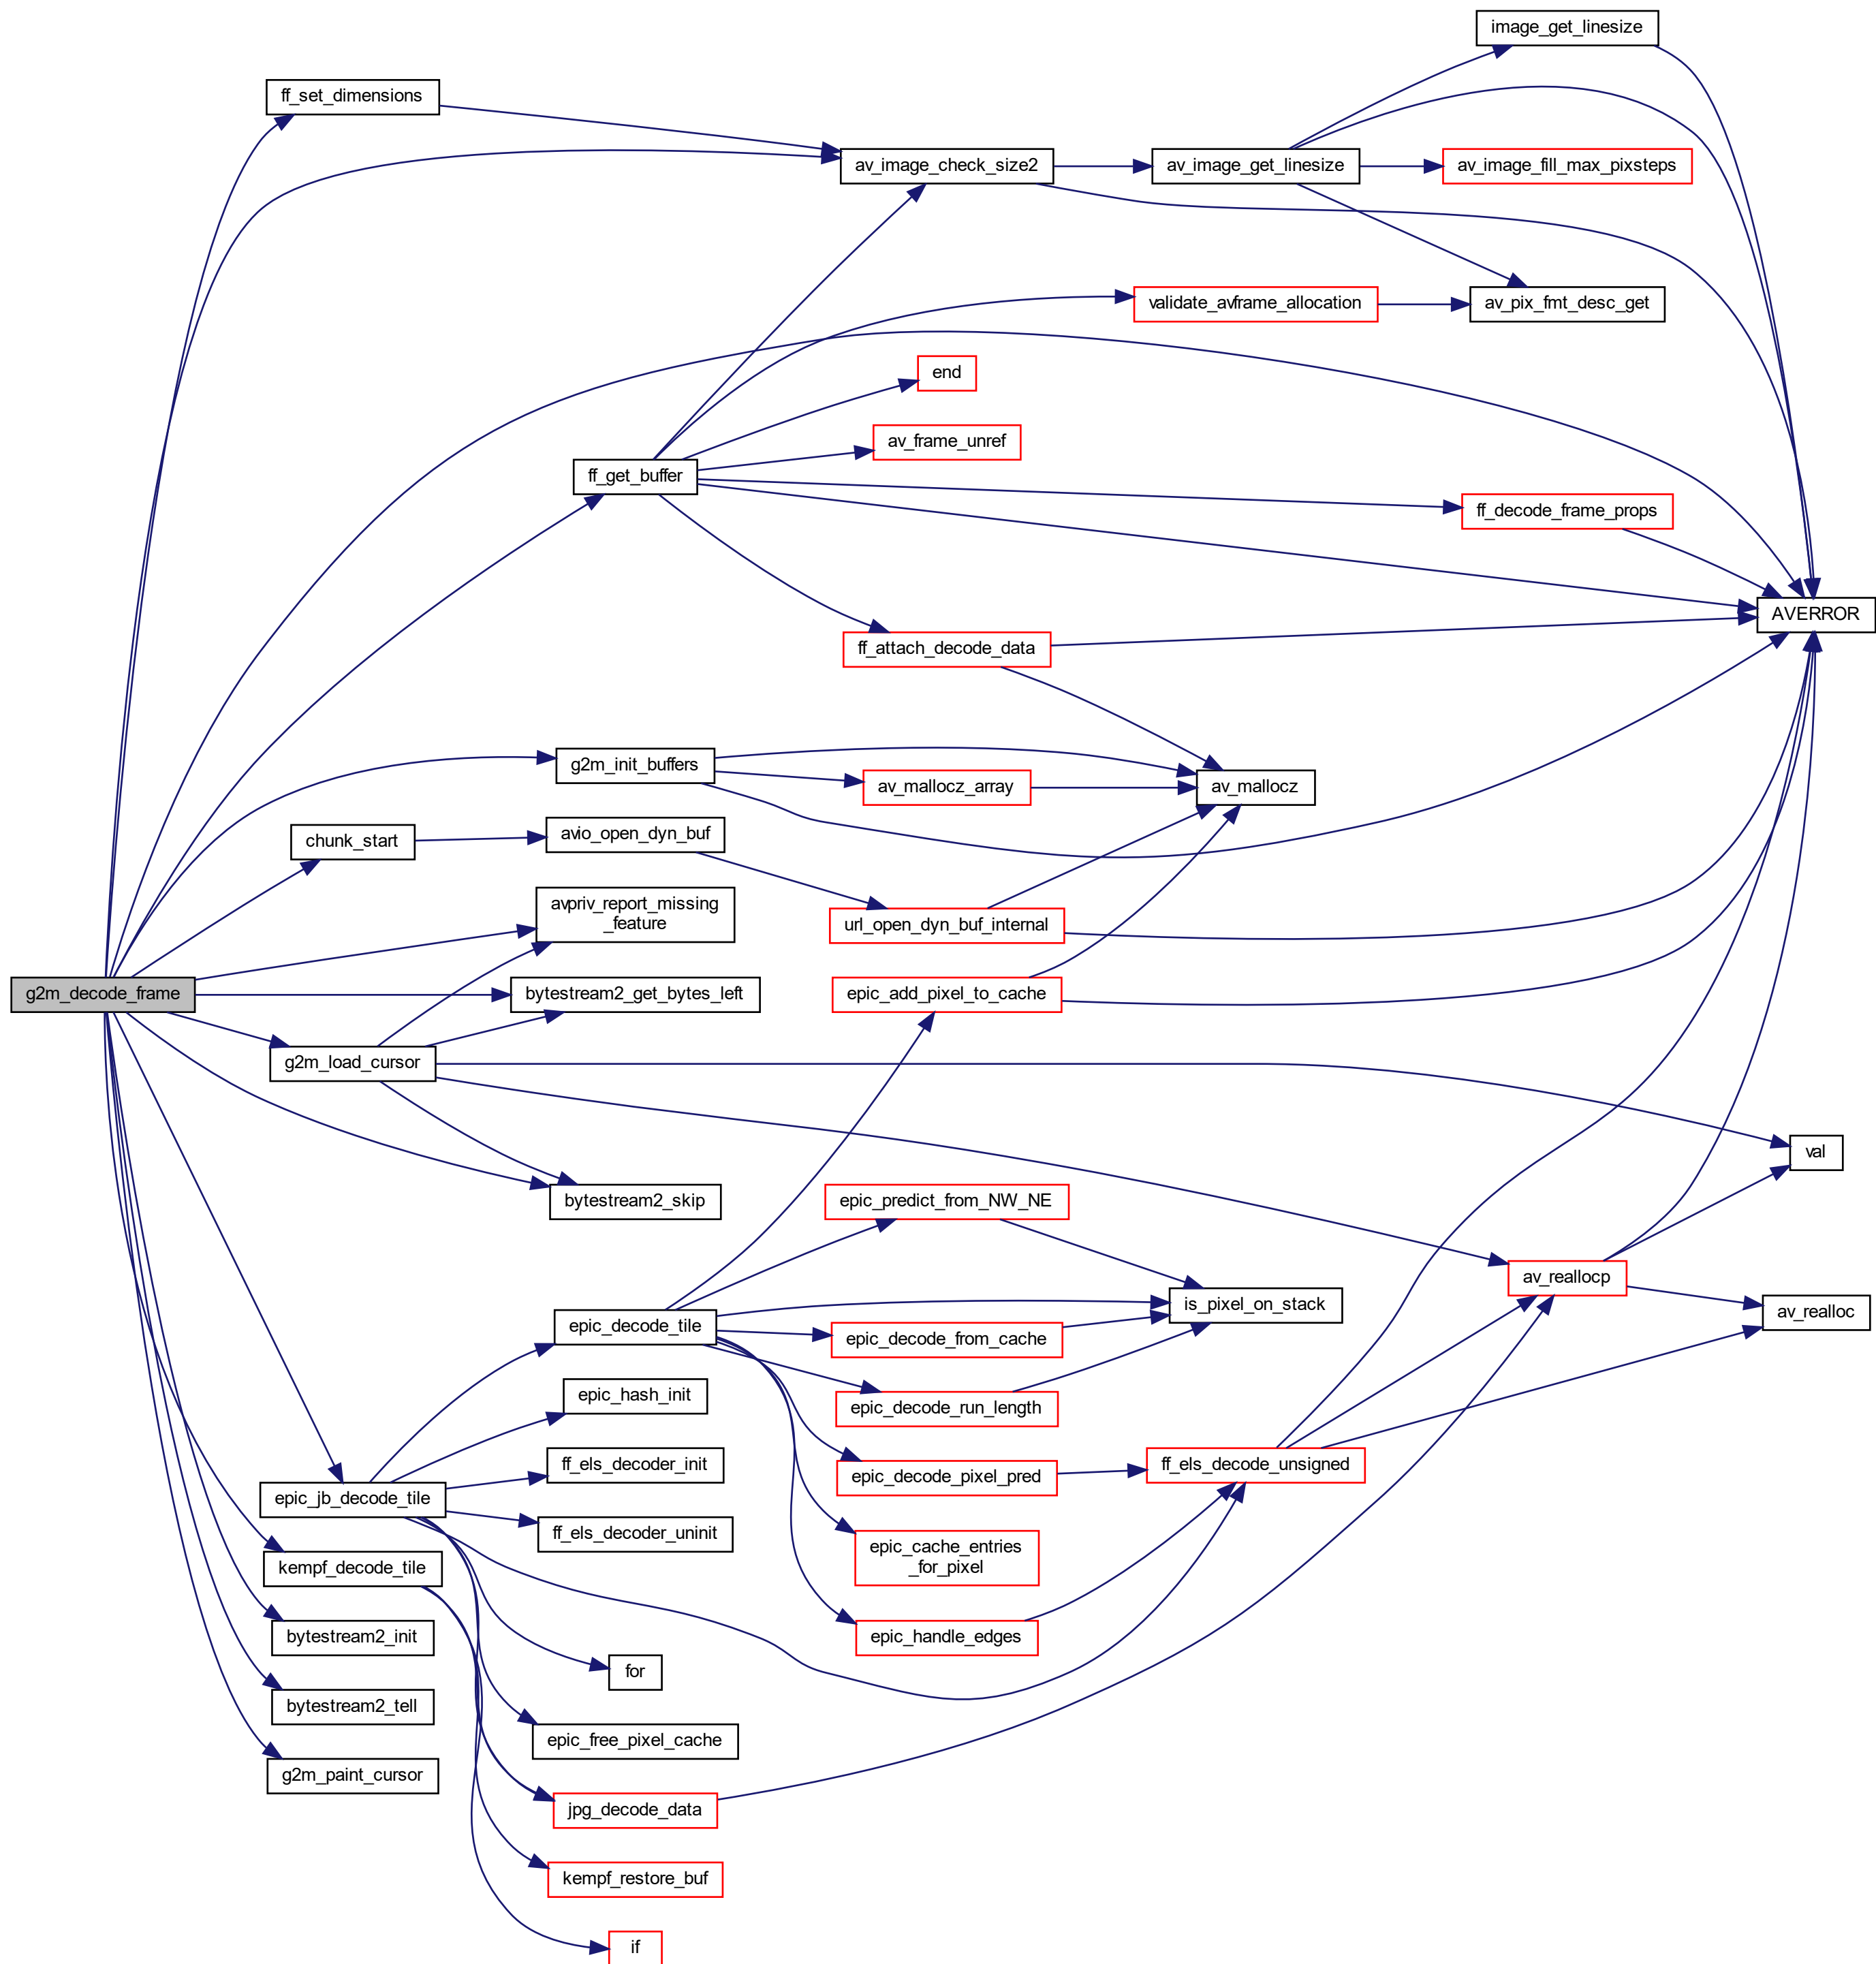 image_get_linesize
ff_set_dimensions
av_image_check_size2
av_image_get_linesize
av_image_fill_max_pixsteps
validate_avframe_allocation
av_pix_fmt_desc_get
end
av_frame_unref
ff_get_buffer
ff_decode_frame_props
AVERROR
ff_attach_decode_data
g2m_init_buffers
av_mallocz_array
av_mallocz
chunk_start
avio_open_dyn_buf
avpriv_report_missing
_feature
url_open_dyn_buf_internal
g2m_decode_frame
bytestream2_get_bytes_left
epic_add_pixel_to_cache
g2m_load_cursor
val
bytestream2_skip
epic_predict_from_NW_NE
av_reallocp
is_pixel_on_stack
av_realloc
epic_decode_tile
epic_decode_from_cache
epic_hash_init
epic_decode_run_length
ff_els_decoder_init
ff_els_decode_unsigned
epic_decode_pixel_pred
epic_jb_decode_tile
ff_els_decoder_uninit
epic_cache_entries
_for_pixel
kempf_decode_tile
bytestream2_init
epic_handle_edges
for
bytestream2_tell
epic_free_pixel_cache
g2m_paint_cursor
jpg_decode_data
kempf_restore_buf
if